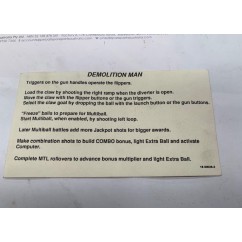 DEMOLITION MAN
Triggers on the gun handles operate the flippers.
Load the claw by shooting the right ramp when the diverter is open.
Move the claw with the flipper buttons or the gun triggers.
Select the claw goal by dropping the ball with the launch button or the gun buttons.
"Freeze" balls to prepare for Multiball.
Start Multiball, when enabled, by shooting left loop.
Later Multiball battles add more Jackpot shots for bigger awards.
Make combination shots to build COMBO bonus, light Extra Ball and activate
Computer.
Complete MTL rollovers to advance bonus multiplier and light Extra Ball.